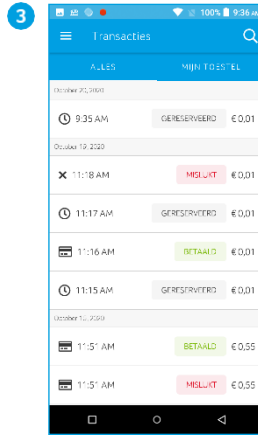 3
100% 9:36 AM
Transacties
ALLES MIJN TOESTEL
October 20, 2020
9:35 AM GERESERVEERD € 0,01
October 16, 2020
11:18 AM MISLUKT € 0,01
11:17 AM GERESERVEERD € 0,01
11:16 AM BETAALD € 0,01
11:15 AM GERESERVEERD € 0,01
2020
11:51 AM BETAALD € 0,55
11:51 AM MISLUKT € 0,55